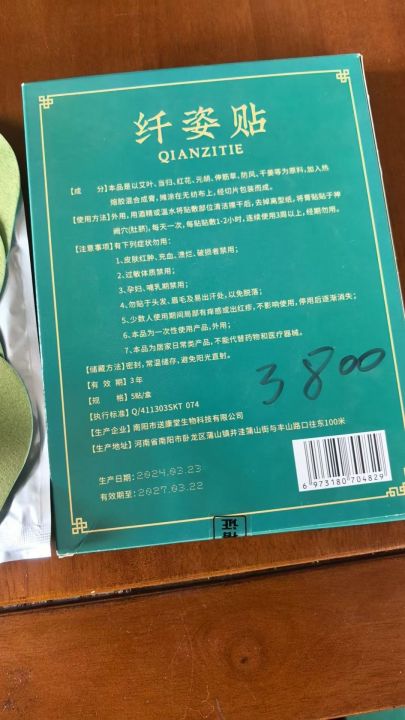 纤姿贴
QIANZITIE
【成 分】本品是以艾叶、当归、红花、元胡、伸筋草、防风、干姜等为原料，加入热
熔胶混合成膏，摊涂在无纺布上，经切片包装而成。
【使用方法】外用，用酒精或温水将贴敷部位清洁擦干后，去掉离型纸，将膏贴贴于神
阙穴(肚脐)，每天一次，每贴贴敷1-2小时，连续使用3周以上，经期勿用。
【注意事项】有下列症状勿用：
1、皮肤红肿、充血、溃烂、破损者禁用；
2、过敏体质禁用；
3、孕妇、哺乳期禁用；
4、勿贴于头发、眉毛及易出汗处，以免脱落；
5、少数人使用期间局部有痒感或出红疹，不影响使用，停用后逐渐消失；
6、本品为一次性使用产品，外用；
7、本品为居家日常类产品，不能代替药物和医疗器械。
【储藏方法】密封，常温储存，避免阳光直射。
【有 效 期】3年
【规 格】5贴/盒
【执行标准】Q/411303SKT 074
【生产企业】南阳市送康堂生物科技有限公司
【生产地址】河南省南阳市卧龙区蒲山镇井洼蒲山街与丰山路口往东100米
3800
生产日期：2024.03.23
有效期至：2027.03.22
6 973180 704829